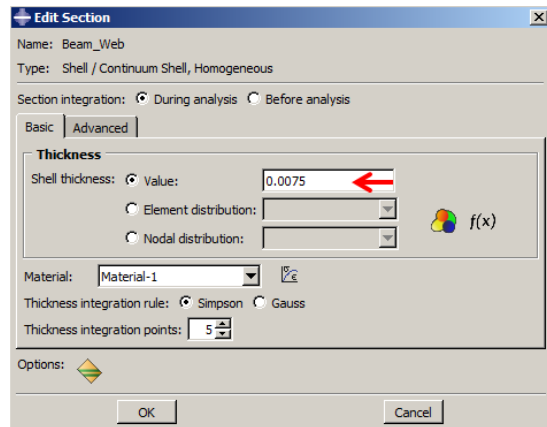 Edit Section
Name: Beam_Web
Type: Shell / Continuum Shell, Homogeneous
Section integration: During analysis Before analysis
Basic Advanced
Thickness
Shell thickness: Value: 0.0075
Element distribution:
f(x)
Nodal distribution:
Material: Material-1 σ ε
Thickness integration rule: Simpson Gauss
Thickness integration points: 5
Options:
OK Cancel